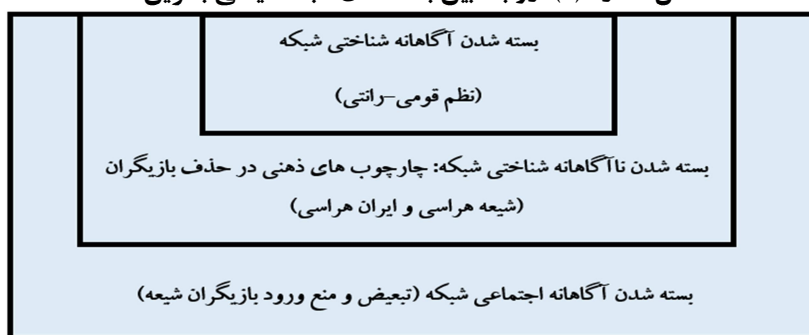 بسته شدن آگاهانه شناختی شبکه
(نظم قومی-رانتی)
بسته شدن ناآگاهانه شناختی شبکه: چارچوب های ذهنی در حذف بازیگران
(شیعه هراسی و ایران هراسی)
بسته شدن آگاهانه اجتماعی شبکه (تبعیض و منع ورود بازیگران شیعه)